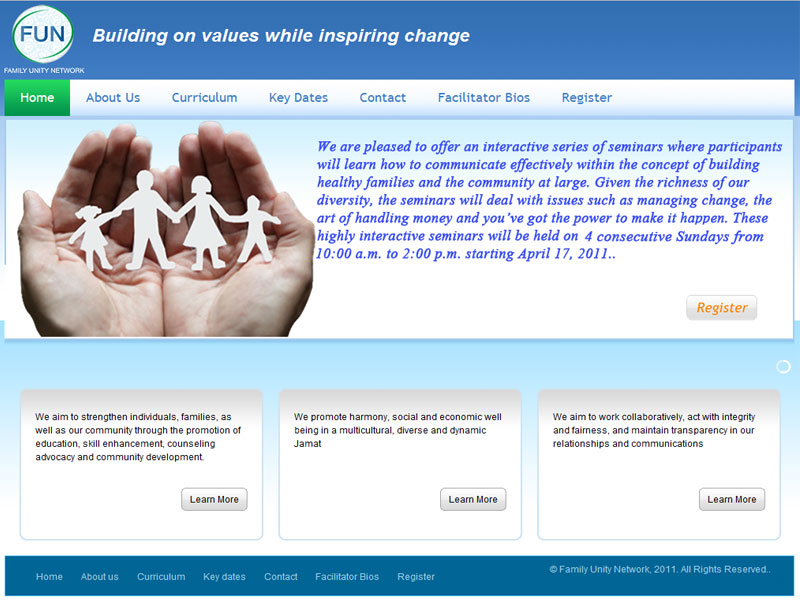 FUN
FAMILY UNITY NETWORK
Building on values while inspiring change
Home About Us Curriculum Key Dates Contact Facilitator Bios Register
We are pleased to offer an interactive series of seminars where participants
will learn how to communicate effectively within the concept of building
healthy families and the community at large. Given the richness of our
diversity, the seminars will deal with issues such as managing change, the
art of handling money and you've got the power to make it happen. These
highly interactive seminars will be held on 4 consecutive Sundays from
10:00 a.m. to 2:00 p.m. starting April 17, 2011..
Register
We aim to strengthen individuals, families, as
well as our community through the promotion of
education, skill enhancement, counseling
advocacy and community development.
Learn More
We promote harmony, social and economic well
being in a multicultural, diverse and dynamic
Jamat
Learn More
We aim to work collaboratively, act with integrity
and fairness, and maintain transparency in our
relationships and communications
Learn More
Home About us Curriculum Key dates Contact Facilitator Bios Register
© Family Unity Network, 2011. All Rights Reserved..